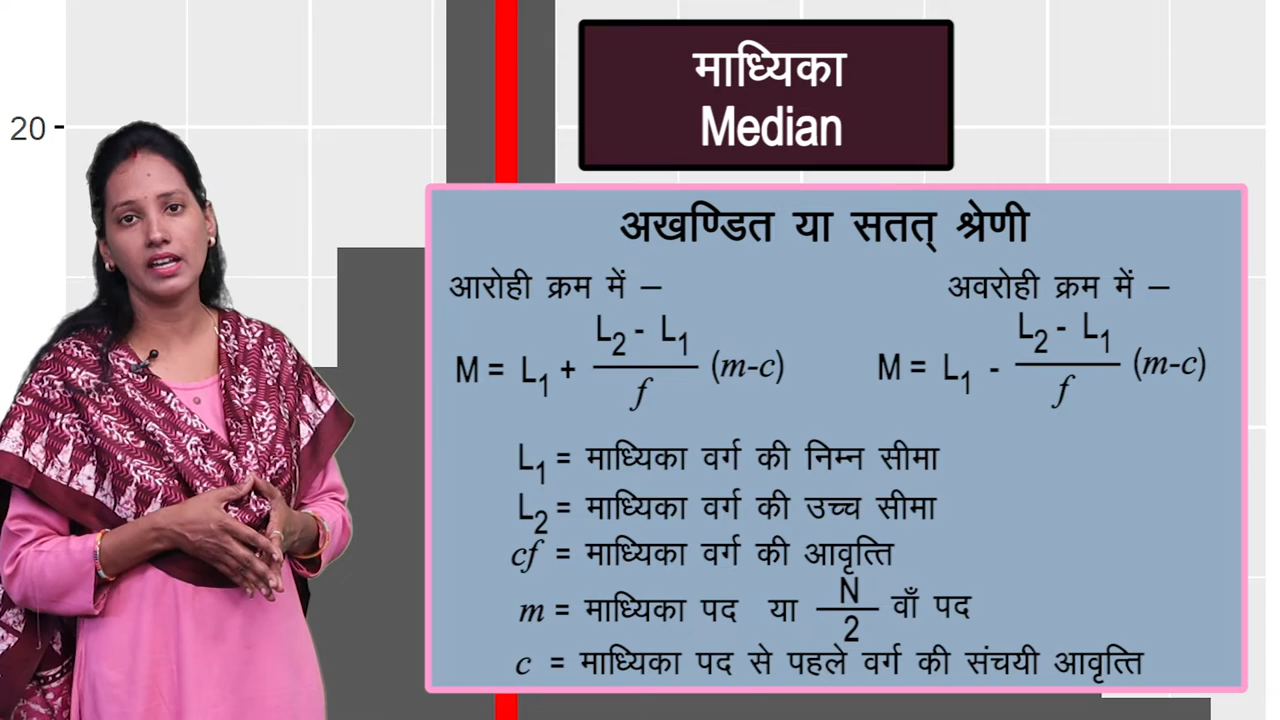 20
माध्यिका
Median
अखण्डित या सतत् श्रेणी
आरोही क्रम में –
M = L₁ + (L₂ - L₁)/f (m-c)
अवरोही क्रम में –
M = L₁ - (L₂ - L₁)/f (m-c)
L₁ = माध्यिका वर्ग की निम्न सीमा
L₂ = माध्यिका वर्ग की उच्च सीमा
cf = माध्यिका वर्ग की आवृत्ति
m = माध्यिका पद या N/2 वाँ पद
c = माध्यिका पद से पहले वर्ग की संचयी आवृत्ति